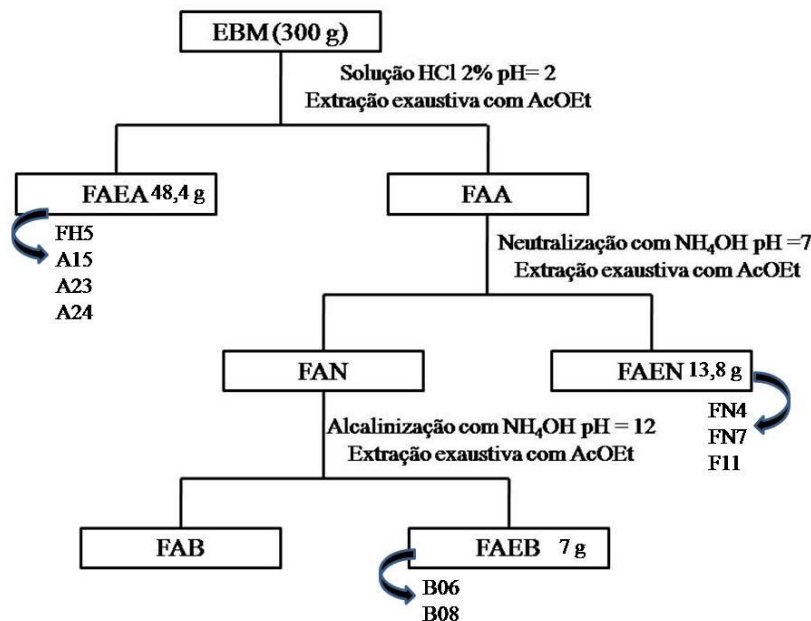 EBM (300 g)
Solução HCl 2% pH= 2
Extração exaustiva com AcOEt
FAEA 48,4 g
FAA
FH5
A15
A23
A24
Neutralização com NH₄OH pH =7
Extração exaustiva com AcOEt
FAN
FAEN 13,8 g
FN4
FN7
F11
Alcalinização com NH₄OH pH = 12
Extração exaustiva com AcOEt
FAB
FAEB 7 g
B06
B08